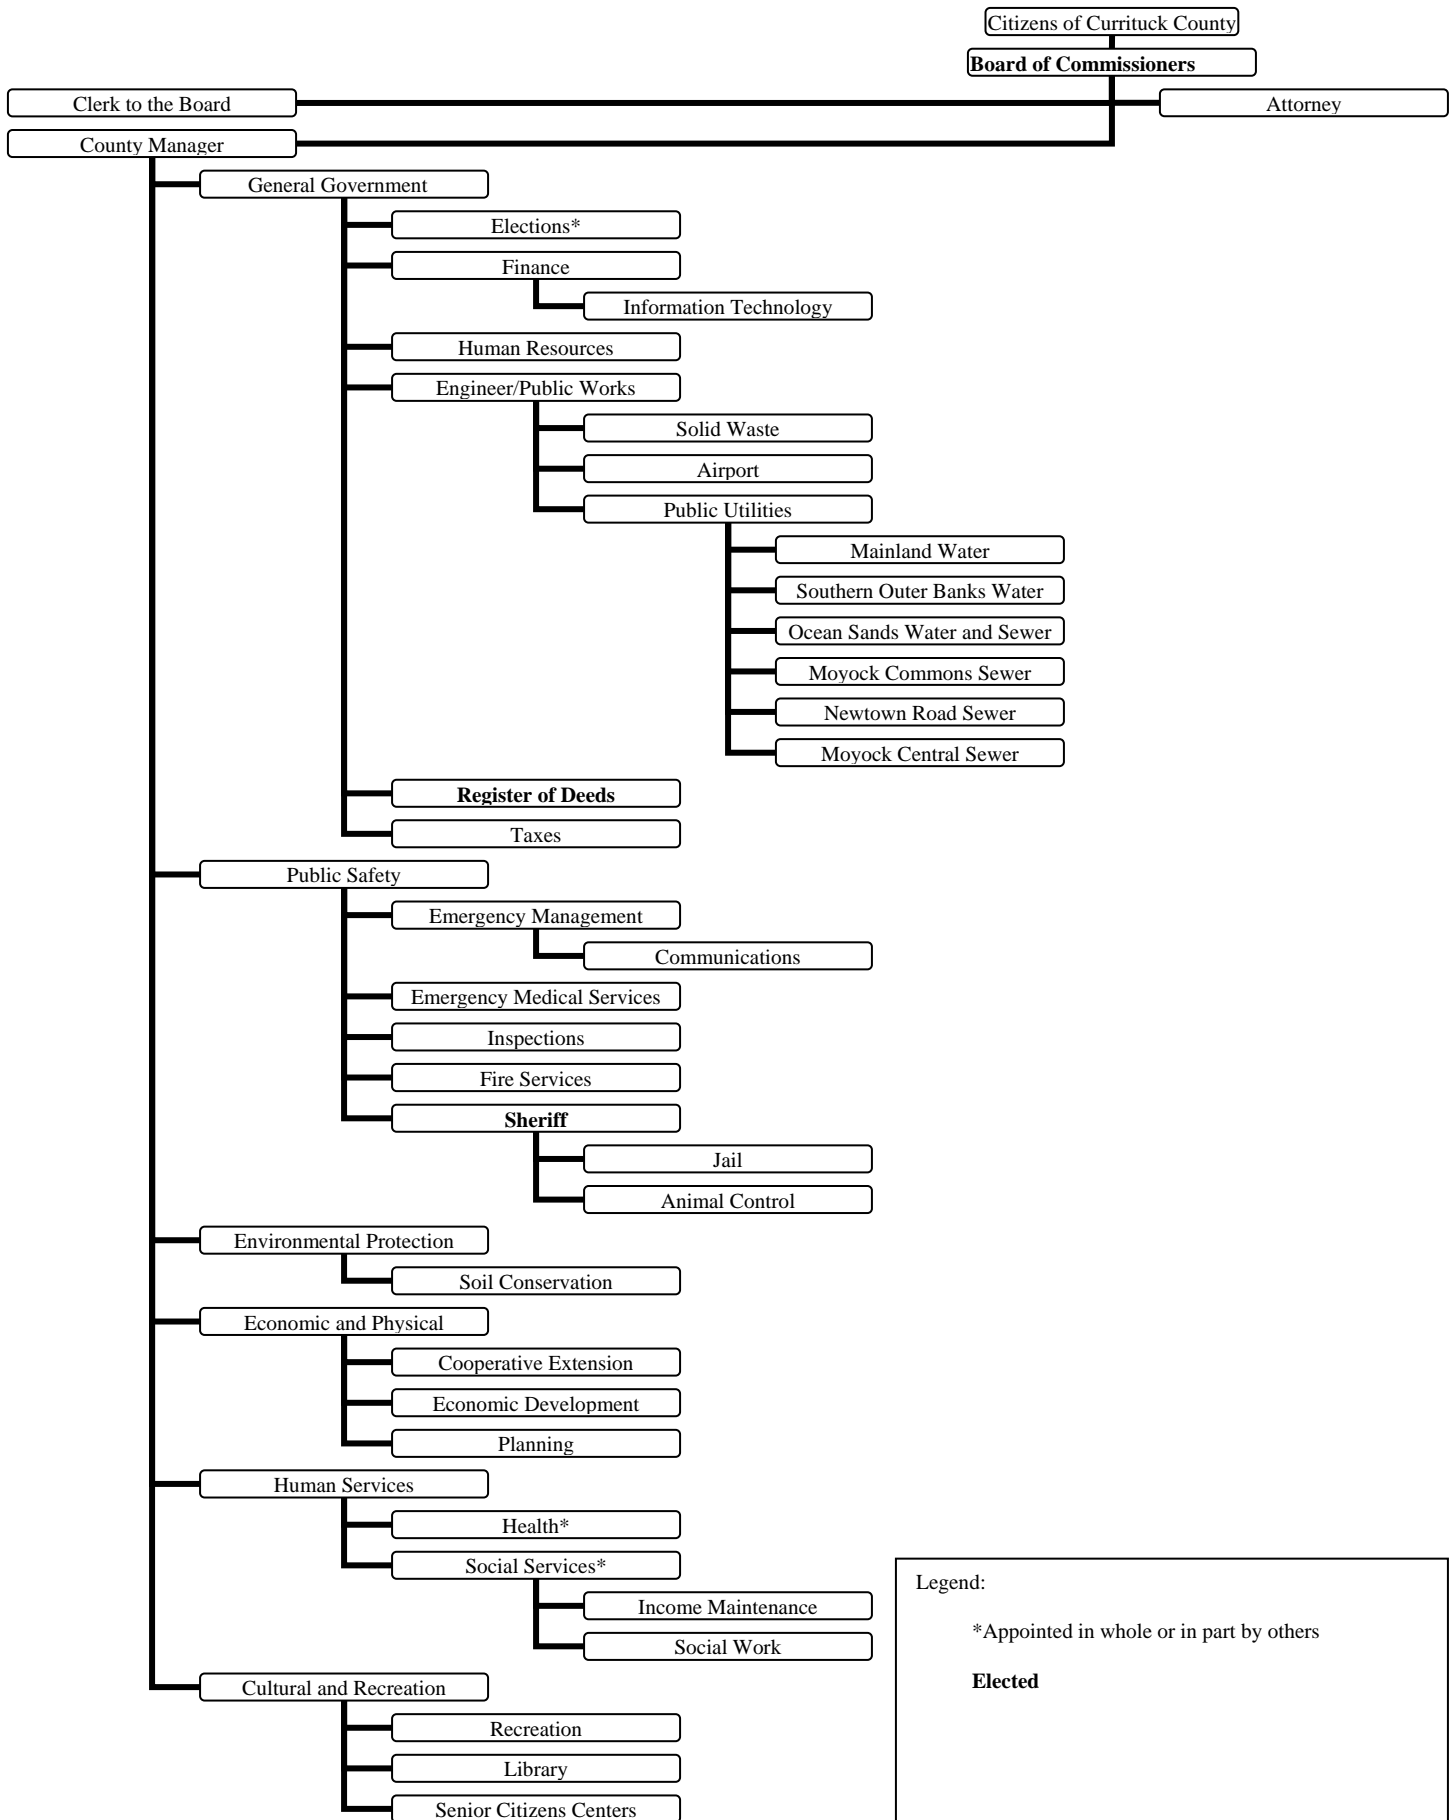 Citizens of Currituck County
Board of Commissioners
Clerk to the Board
Attorney
County Manager
General Government
Elections*
Finance
Information Technology
Human Resources
Engineer/Public Works
Solid Waste
Airport
Public Utilities
Mainland Water
Southern Outer Banks Water
Ocean Sands Water and Sewer
Moyock Commons Sewer
Newtown Road Sewer
Moyock Central Sewer
Register of Deeds
Taxes
Public Safety
Emergency Management
Communications
Emergency Medical Services
Inspections
Fire Services
Sheriff
Jail
Animal Control
Environmental Protection
Soil Conservation
Economic and Physical
Cooperative Extension
Economic Development
Planning
Human Services
Health*
Social Services*
Income Maintenance
Social Work
Cultural and Recreation
Recreation
Library
Senior Citizens Centers
Legend:
*Appointed in whole or in part by others
Elected